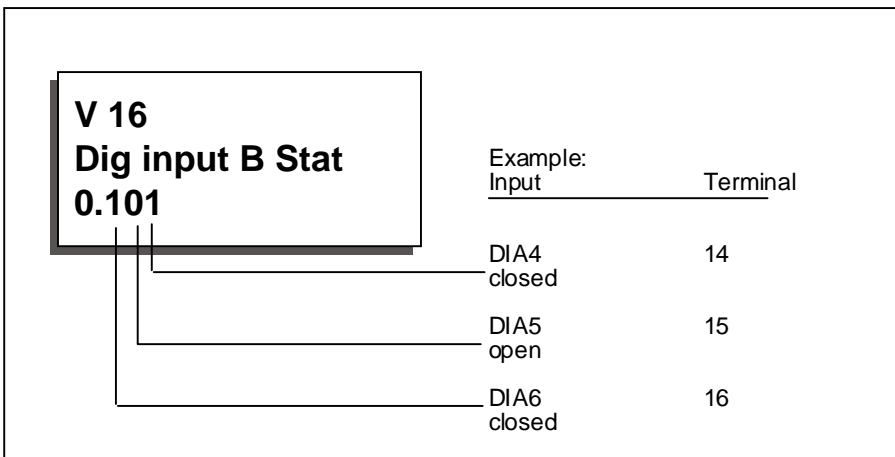 V 16
Dig input B Stat
0.101
Example:
Input Terminal
DIA4 14
closed
DIA5 15
open
DIA6 16
closed